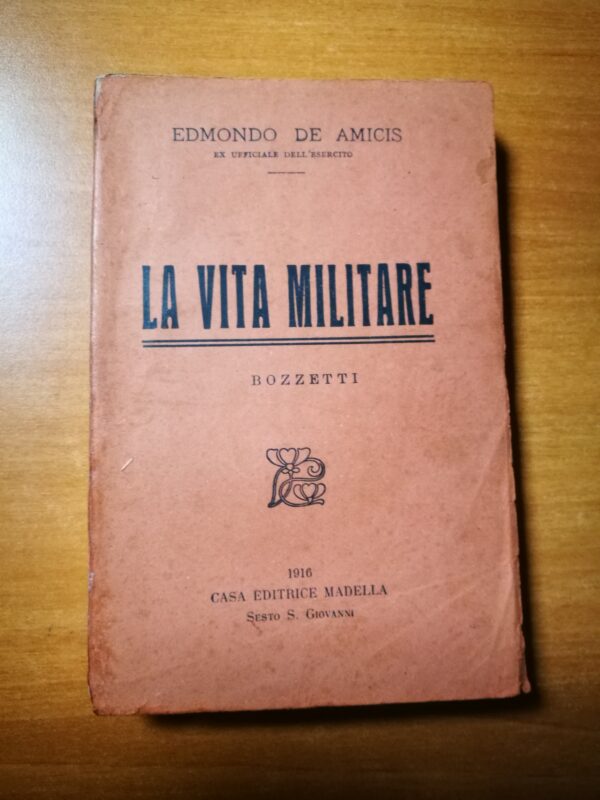 EDMONDO DE AMICIS
EX UFFICIALE DELL'ESERCITO
LA VITA MILITARE
BOZZETTI
1916
CASA EDITRICE MADELLA
SESTO S. GIOVANNI